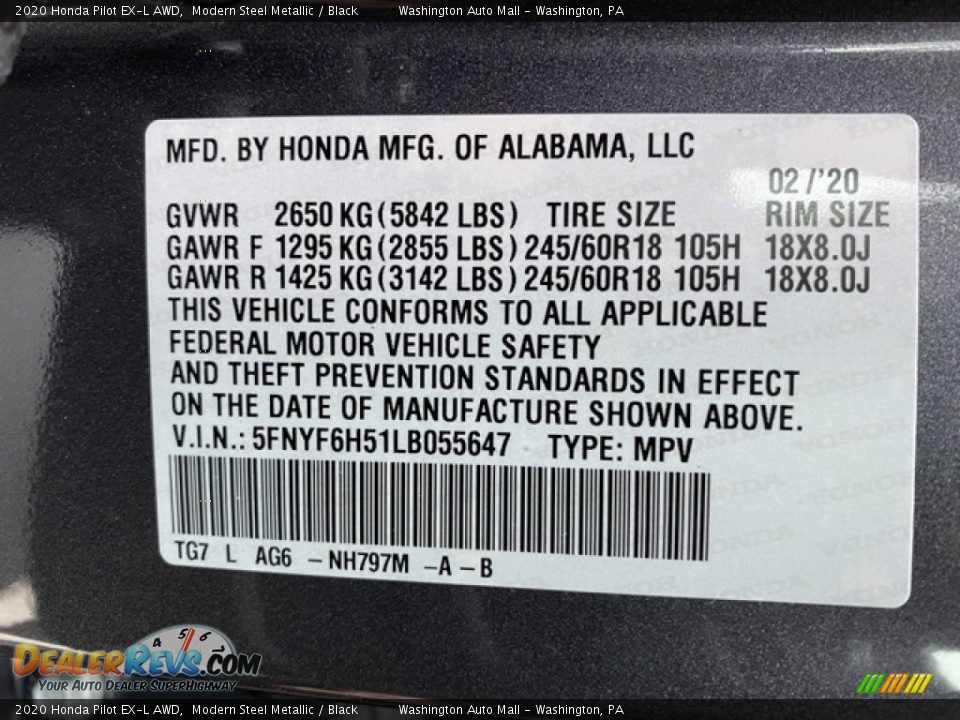 2020 Honda Pilot EX-L AWD, Modern Steel Metallic / Black Washington Auto Mall - Washington, PA
MFD. BY HONDA MFG. OF ALABAMA, LLC
02/'20
GVWR 2650 KG (5842 LBS) TIRE SIZE RIM SIZE
GAWR F 1295 KG (2855 LBS) 245/60R18 105H 18X8.0J
GAWR R 1425 KG (3142 LBS) 245/60R18 105H 18X8.0J
THIS VEHICLE CONFORMS TO ALL APPLICABLE
FEDERAL MOTOR VEHICLE SAFETY
AND THEFT PREVENTION STANDARDS IN EFFECT
ON THE DATE OF MANUFACTURE SHOWN ABOVE.
V.I.N.: 5FNYF6H51LB055647 TYPE: MPV
TG7 L AG6 - NH797M -A - B
4 5 6
DEALERREVS.COM
YOUR AUTO DEALER SUPERHIGHWAY
2020 Honda Pilot EX-L AWD, Modern Steel Metallic / Black Washington Auto Mall - Washington, PA